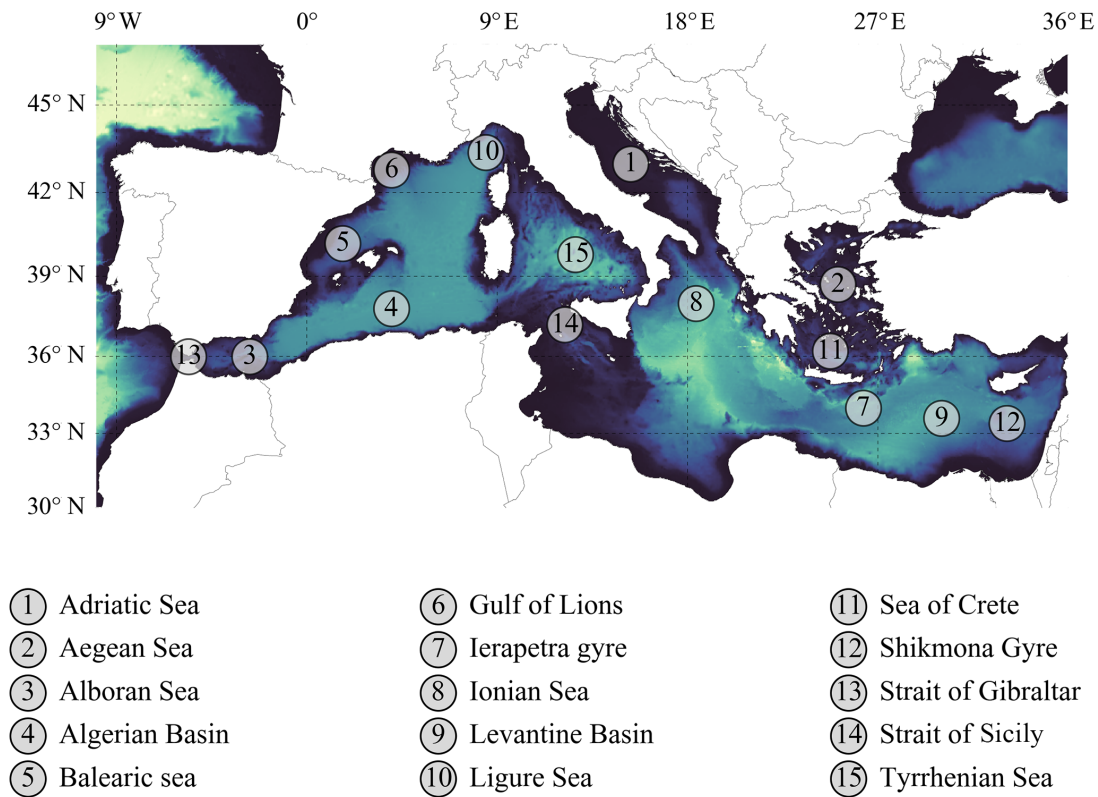 9° W 0° 9° E 18° E 27° E 36° E
45° N
10
1
6
42° N
5
15
39° N
2
4
8
14
11
36° N
13 3
7
9
12
33° N
30° N
1 Adriatic Sea
2 Aegean Sea
3 Alboran Sea
4 Algerian Basin
5 Balearic sea
6 Gulf of Lions
7 Ierapetra gyre
8 Ionian Sea
9 Levantine Basin
10 Ligure Sea
11 Sea of Crete
12 Shikmona Gyre
13 Strait of Gibraltar
14 Strait of Sicily
15 Tyrrhenian Sea